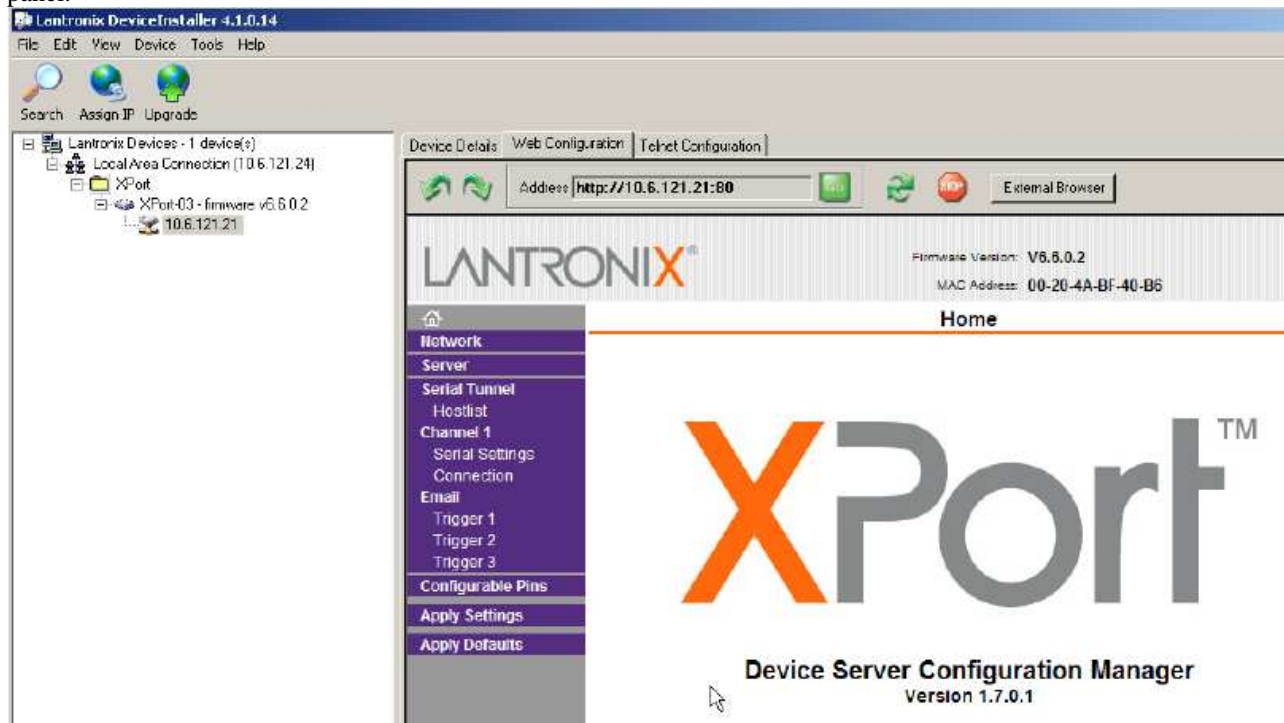 panel.
Lantronix DeviceInstaller 4.1.0.14
File Edit View Device Tools Help
Search Assign IP Upgrade
Lantronix Devices - 1 device(s)
Local Area Connection (10.6.121.24)
XPort
XPort-03 - firmware v6.6.0.2
10.6.121.21
Device Details Web Configuration Telnet Configuration
Address http://10.6.121.21:80 GO STOP External Browser
LANTRONIX®
Firmware Version: V6.6.0.2
MAC Address: 00-20-4A-BF-40-B6
Home
Network
Server
Serial Tunnel
Hostlist
Channel 1
Serial Settings
Connection
Email
Trigger 1
Trigger 2
Trigger 3
Configurable Pins
Apply Settings
Apply Defaults
XPort™
Device Server Configuration Manager
Version 1.7.0.1